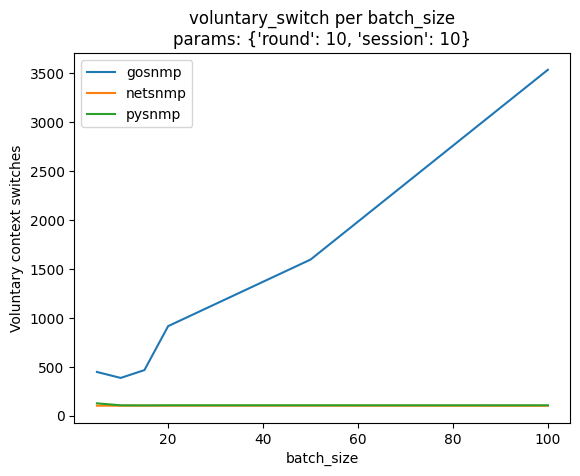 voluntary_switch per batch_size
params: {'round': 10, 'session': 10}
gosnmp
netsnmp
pysnmp
Voluntary context switches
3500
3000
2500
2000
1500
1000
500
0
20
40
60
80
100
batch_size